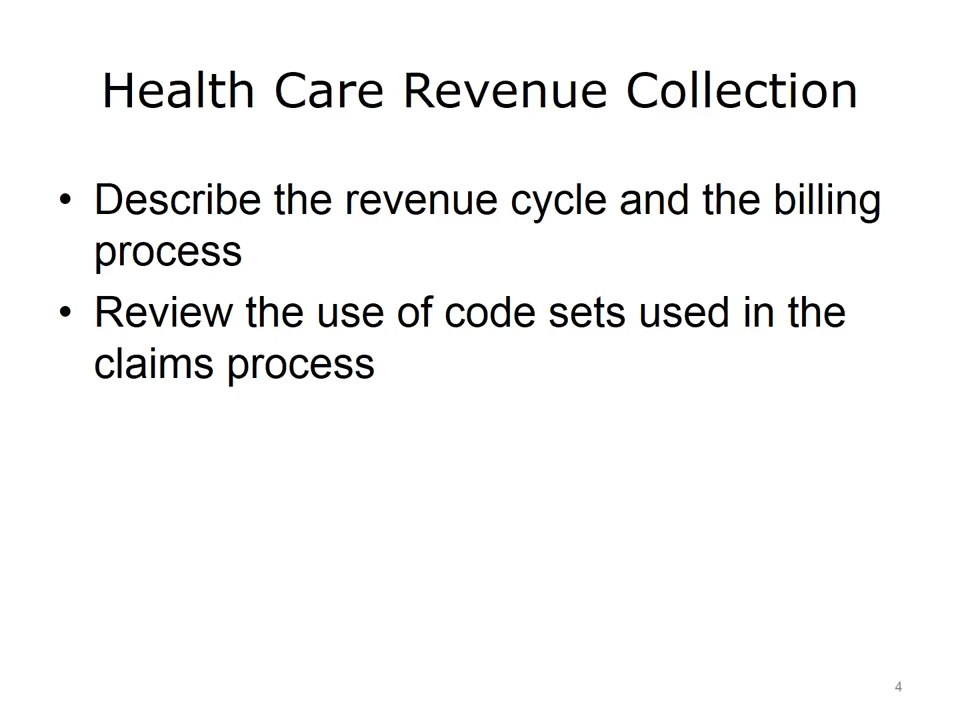 Health Care Revenue Collection
• Describe the revenue cycle and the billing
process
• Review the use of code sets used in the
claims process
4